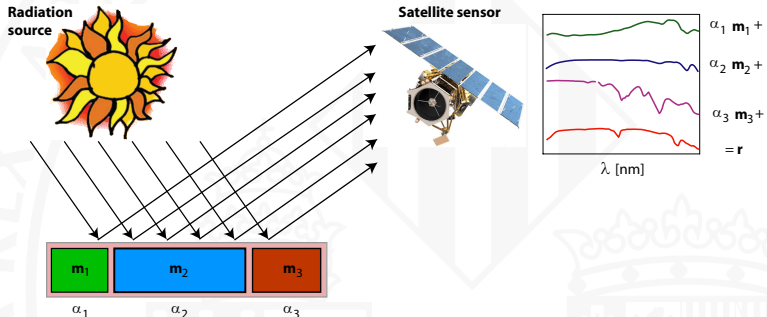 Radiation
source
Satellite sensor
α1 m1 +
α2 m2 +
α3 m3 +
= r
λ [nm]
m1
m2
m3
α1
α2
α3